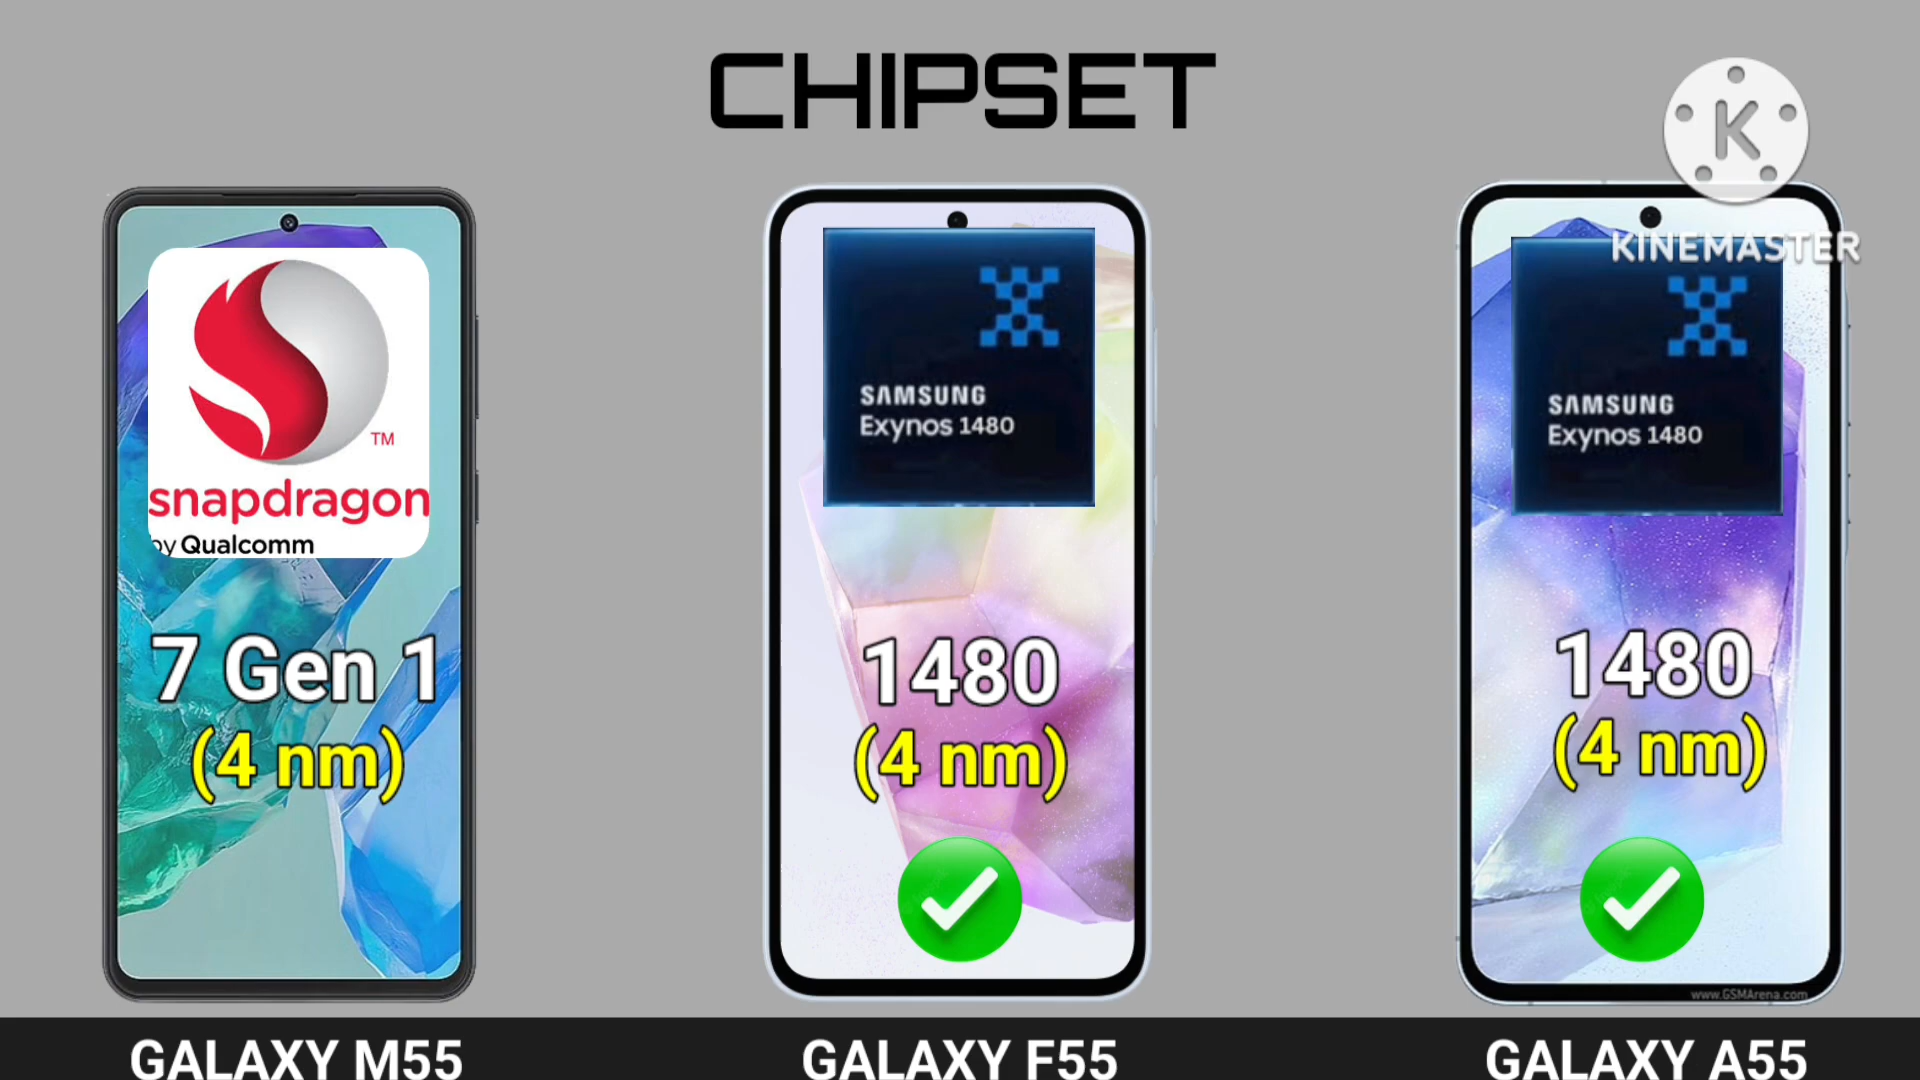 CHIPSET
K
KINEMASTER
TM
snapdragon
by Qualcomm
7 Gen 1
(4 nm)
GALAXY M55
SAMSUNG
Exynos 1480
1480
(4 nm)
GALAXY F55
SAMSUNG
Exynos 1480
1480
(4 nm)
www.GSMArena.com
GALAXY A55